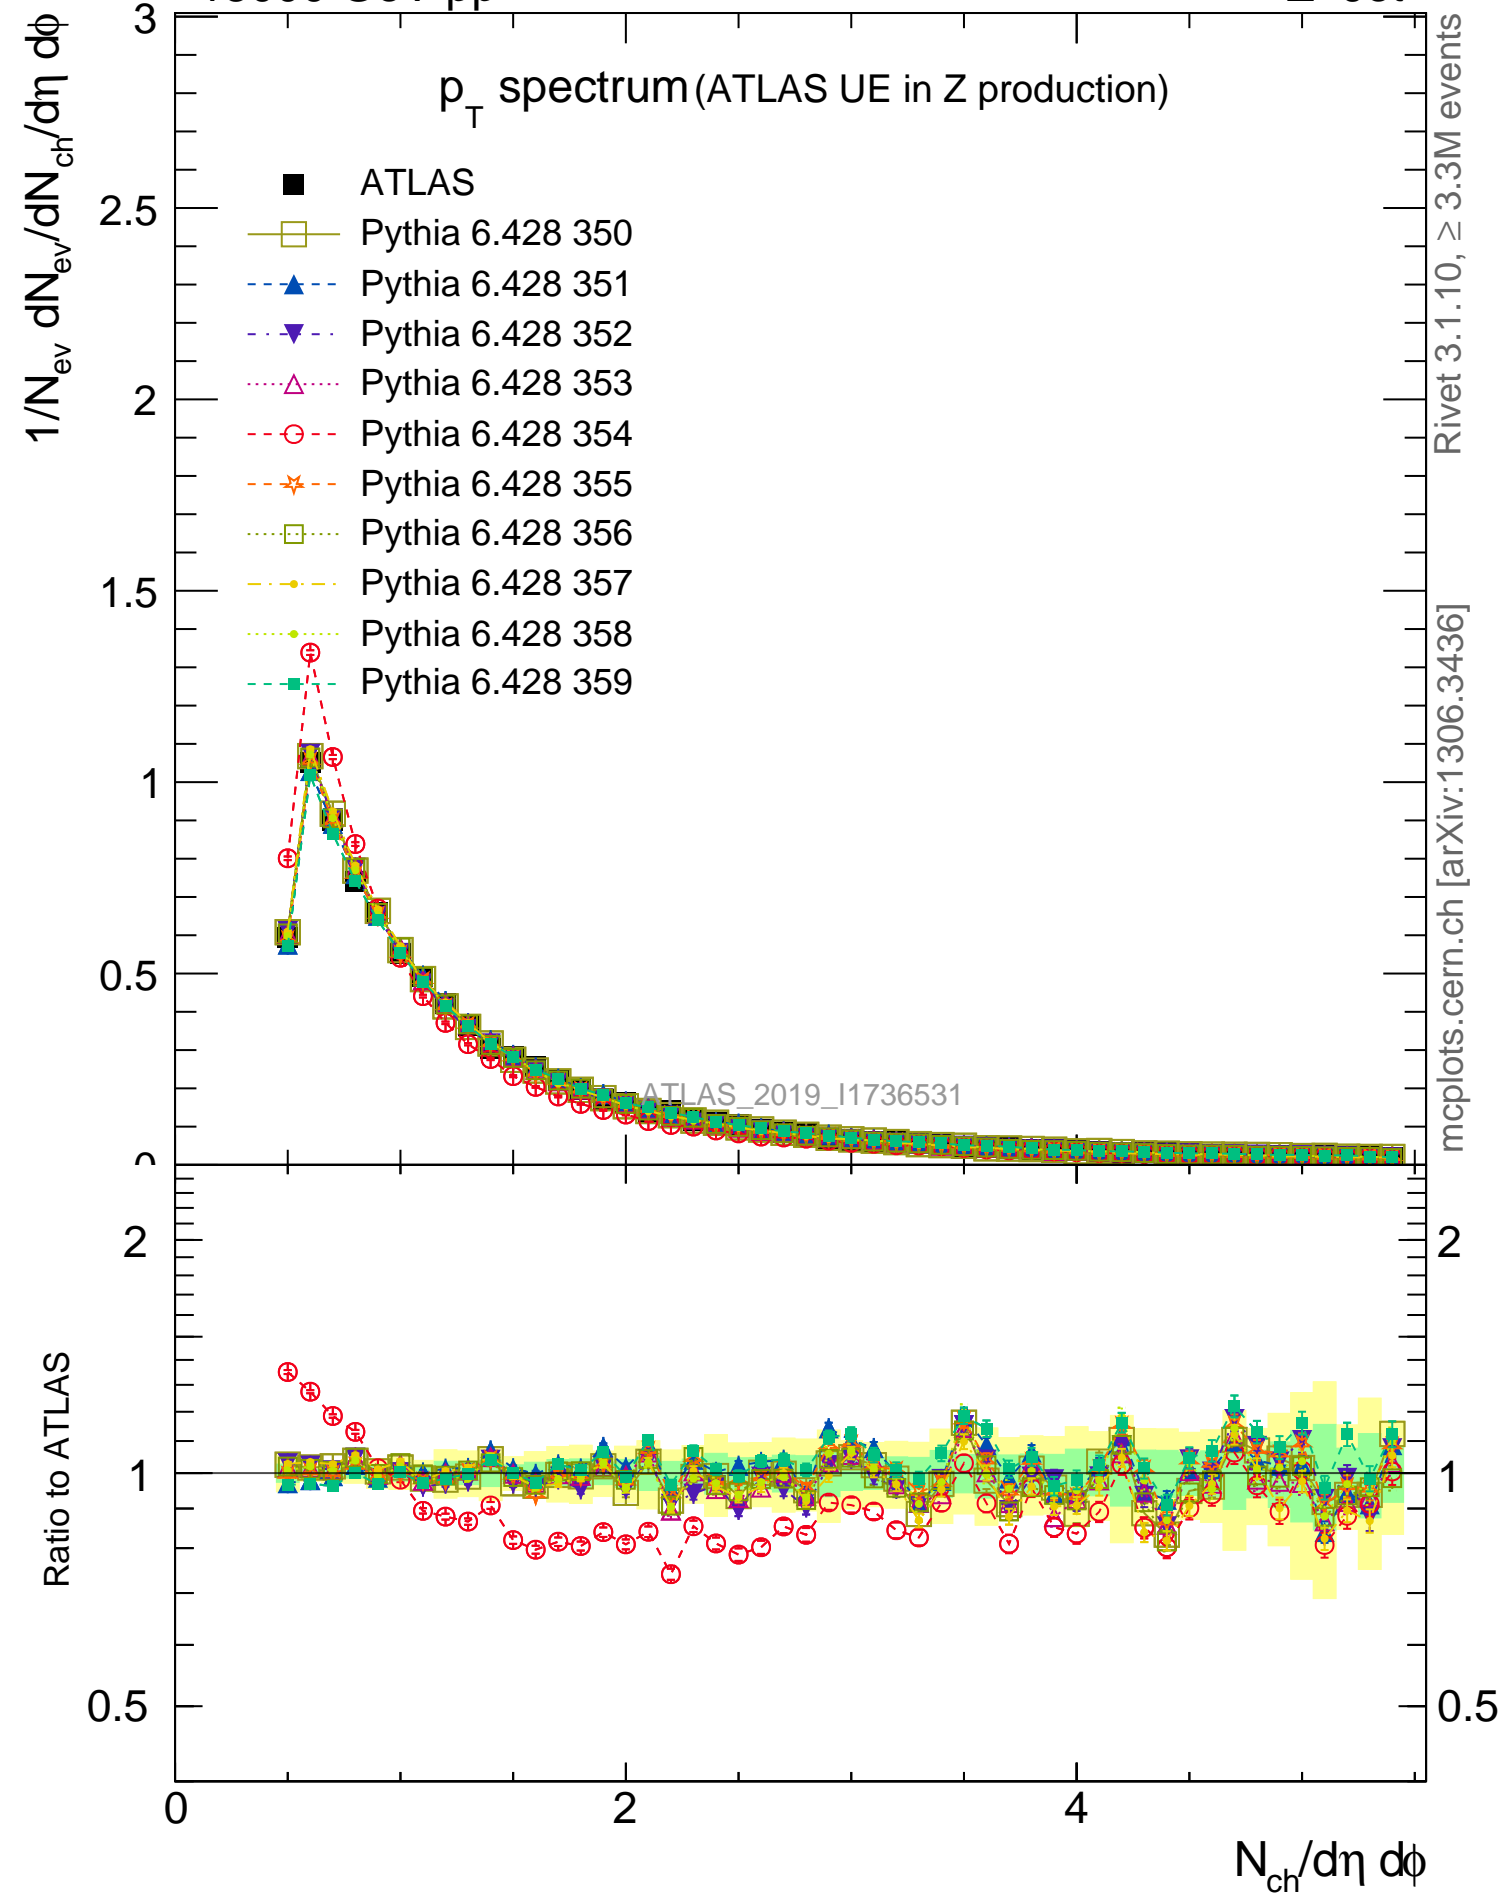 p_T spectrum (ATLAS UE in Z production)
1/N_ev dN_ev/dN_ch/dη dϕ
3
2.5
2
1.5
1
0.5
0
ATLAS
Pythia 6.428 350
Pythia 6.428 351
Pythia 6.428 352
Pythia 6.428 353
Pythia 6.428 354
Pythia 6.428 355
Pythia 6.428 356
Pythia 6.428 357
Pythia 6.428 358
Pythia 6.428 359
ATLAS_2019_I1736531
Rivet 3.1.10, ≥ 3.3M events
mcplots.cern.ch [arXiv:1306.3436]
Ratio to ATLAS
2
1
0.5
2
1
0.5
0
2
4
N_ch/dη dϕ